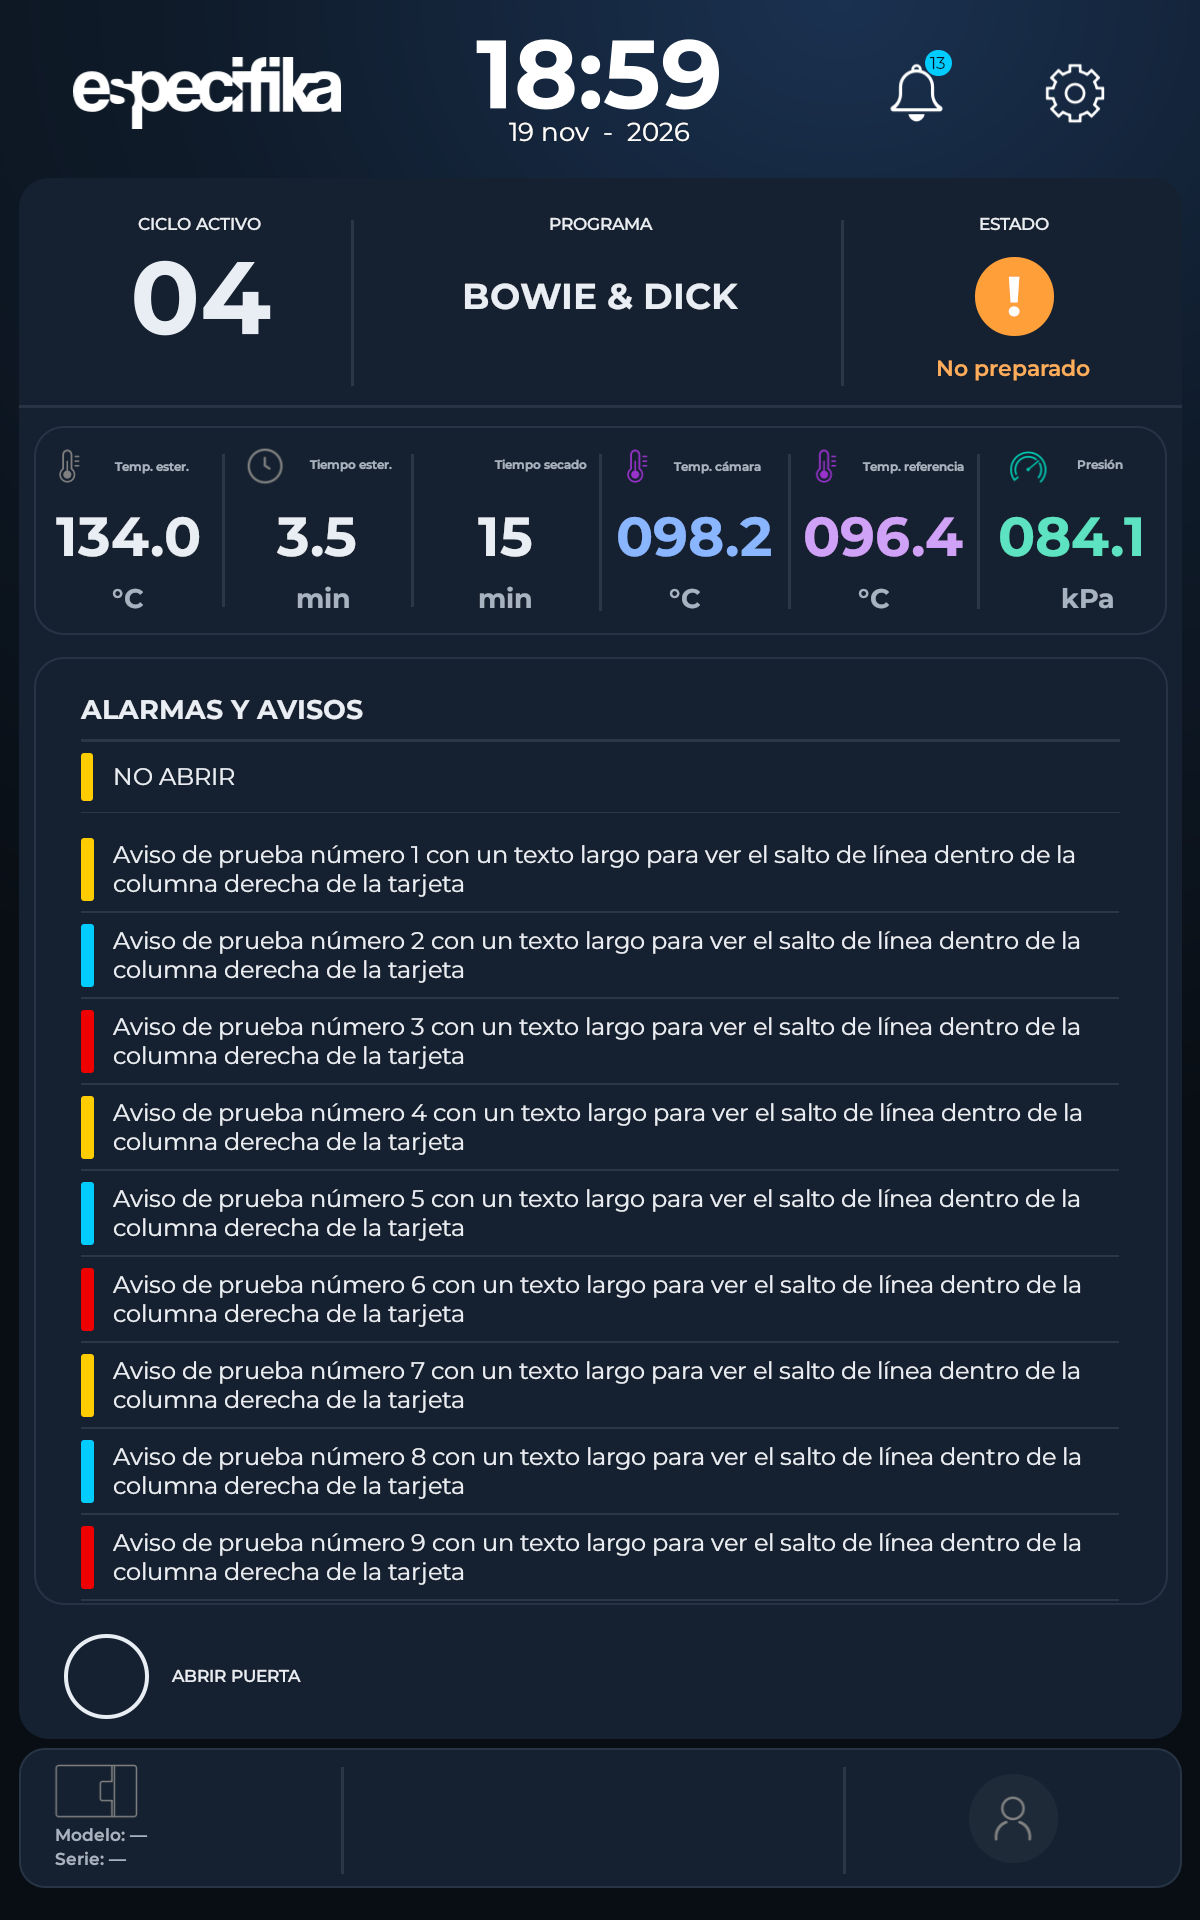 especifika
18:59
13
19 nov - 2026
CICLO ACTIVO
PROGRAMA
ESTADO
04
BOWIE & DICK
!
No preparado
Temp. ester.
Tiempo ester.
Tiempo secado
Temp. cámara
Temp. referencia
Presión
134.0
3.5
15
098.2
096.4
084.1
°C
min
min
°C
°C
kPa
ALARMAS Y AVISOS
NO ABRIR
Aviso de prueba número 1 con un texto largo para ver el salto de línea dentro de la
columna derecha de la tarjeta
Aviso de prueba número 2 con un texto largo para ver el salto de línea dentro de la
columna derecha de la tarjeta
Aviso de prueba número 3 con un texto largo para ver el salto de línea dentro de la
columna derecha de la tarjeta
Aviso de prueba número 4 con un texto largo para ver el salto de línea dentro de la
columna derecha de la tarjeta
Aviso de prueba número 5 con un texto largo para ver el salto de línea dentro de la
columna derecha de la tarjeta
Aviso de prueba número 6 con un texto largo para ver el salto de línea dentro de la
columna derecha de la tarjeta
Aviso de prueba número 7 con un texto largo para ver el salto de línea dentro de la
columna derecha de la tarjeta
Aviso de prueba número 8 con un texto largo para ver el salto de línea dentro de la
columna derecha de la tarjeta
Aviso de prueba número 9 con un texto largo para ver el salto de línea dentro de la
columna derecha de la tarjeta
ABRIR PUERTA
Modelo: —
Serie: —